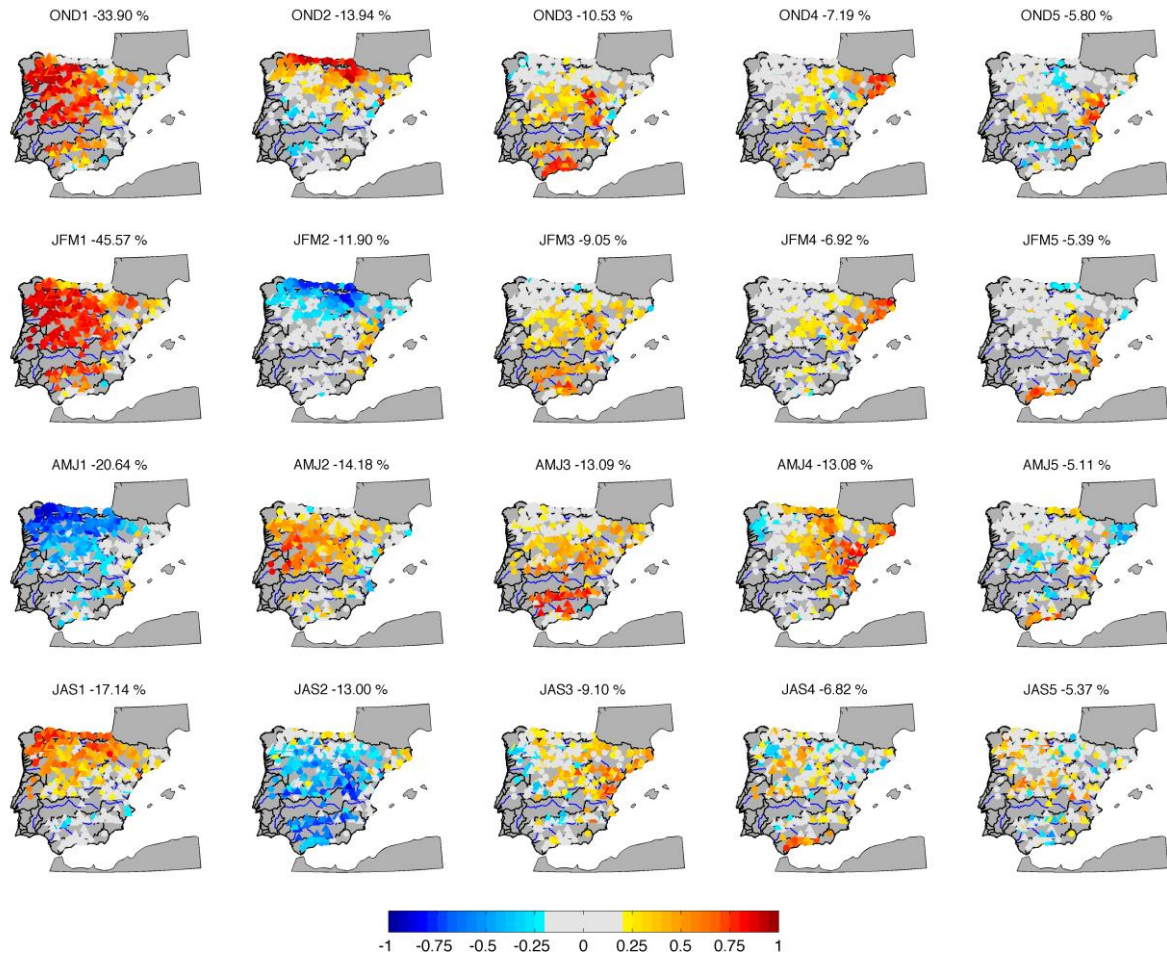 OND1 -33.90 % OND2 -13.94% OND3 -10.53 % OND4 -7.19 % OND5 -5.80 %
JFM1 -45.57 % JFM2 -11.90 % JFM3 -9.05 % JFM4 -6.92 % JFM5 -5.39 %
AMJ1 -20.64 % AMJ2 -14.18 % AMJ3 -13.09 % AMJ4 -13.08 % AMJ5 -5.11 %
JAS1 -17.14 % JAS2 -13.00 % JAS3 -9.10 % JAS4 -6.82 % JAS5 -5.37 %
-1 -0.75 -0.5 -0.25 0 0.25 0.5 0.75 1